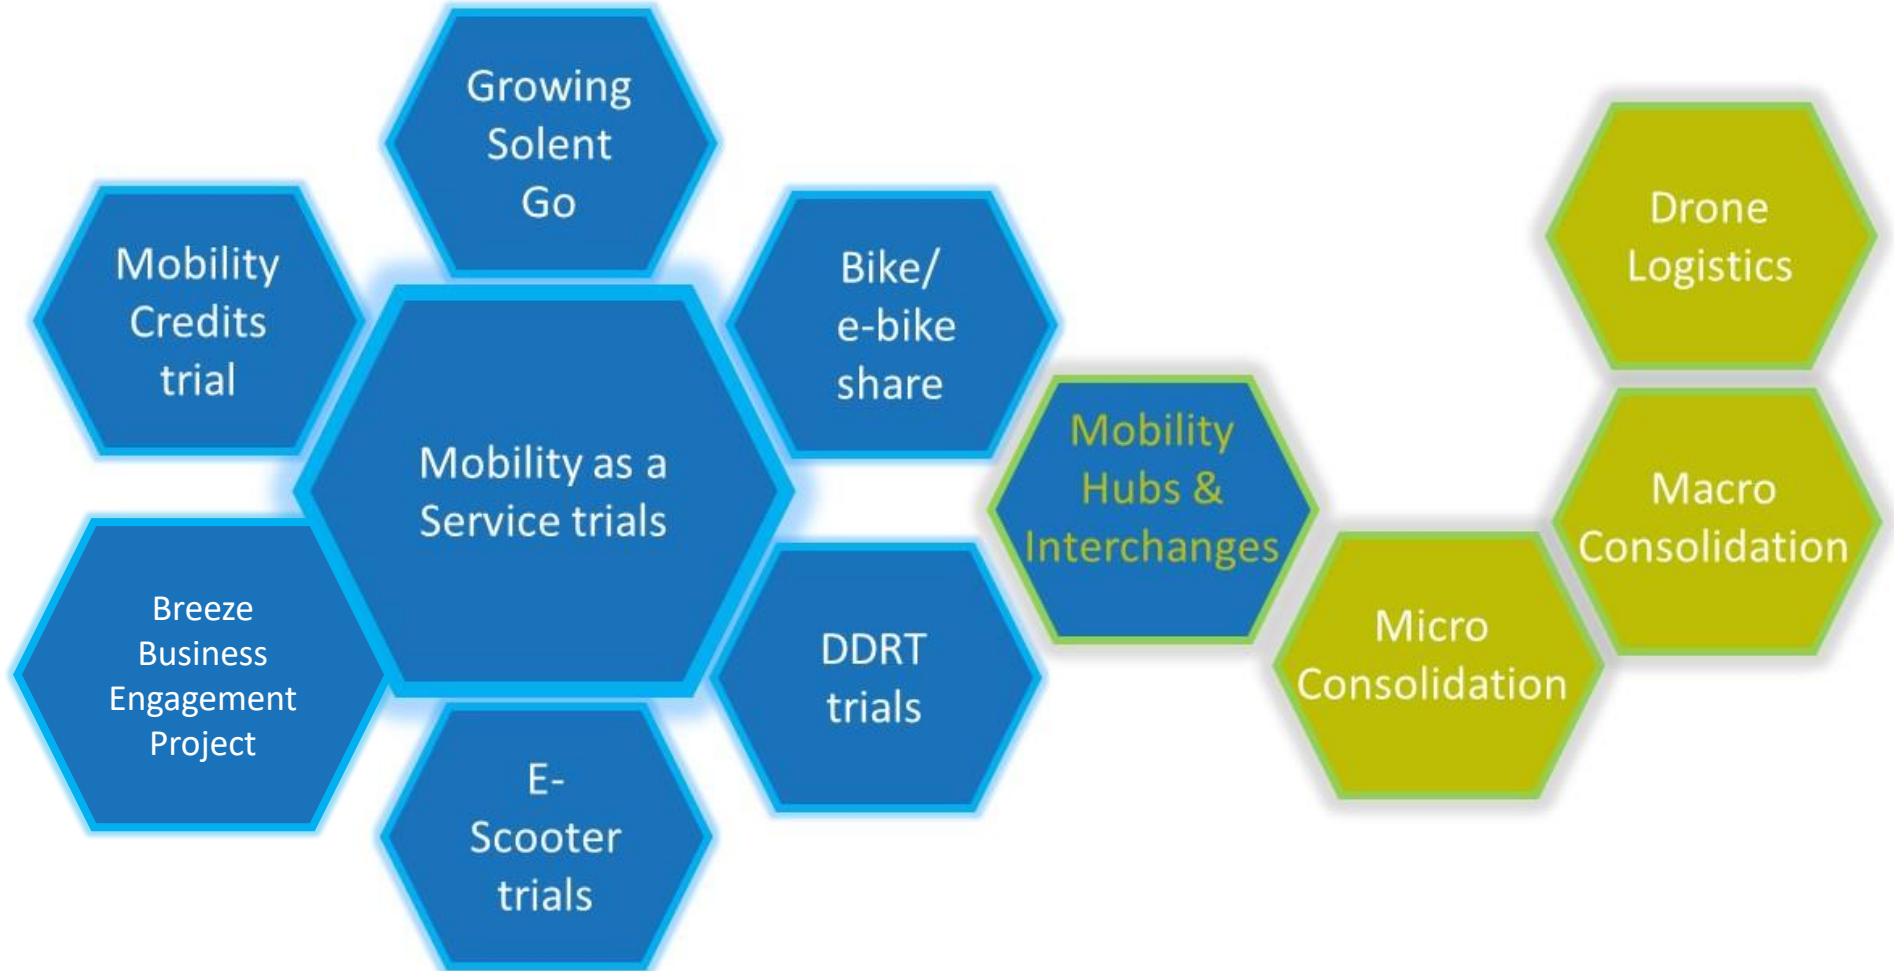 Growing
Solent
Go
Mobility
Credits
trial
Bike/
e-bike
share
Mobility as a
Service trials
Breeze
Business
Engagement
Project
E-
Scooter
trials
DDRT
trials
Mobility
Hubs &
Interchanges
Micro
Consolidation
Macro
Consolidation
Drone
Logistics